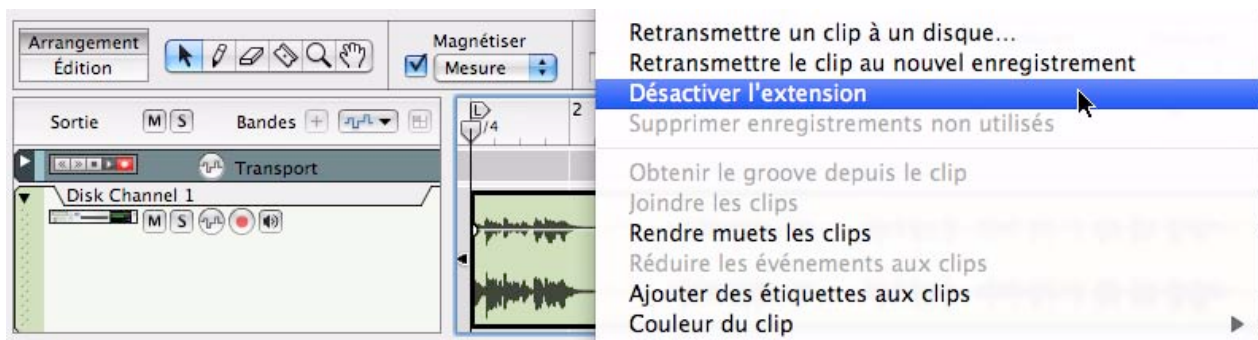 Arrangement
Édition
Magnétiser
Mesure
Sortie M S Bandes
L
/4
2
Transport
Disk Channel 1
M S
Retransmettre un clip à un disque...
Retransmettre le clip au nouvel enregistrement
Désactiver l'extension
Supprimer enregistrements non utilisés
Obtenir le groove depuis le clip
Joindre les clips
Rendre muets les clips
Réduire les événements aux clips
Ajouter des étiquettes aux clips
Couleur du clip